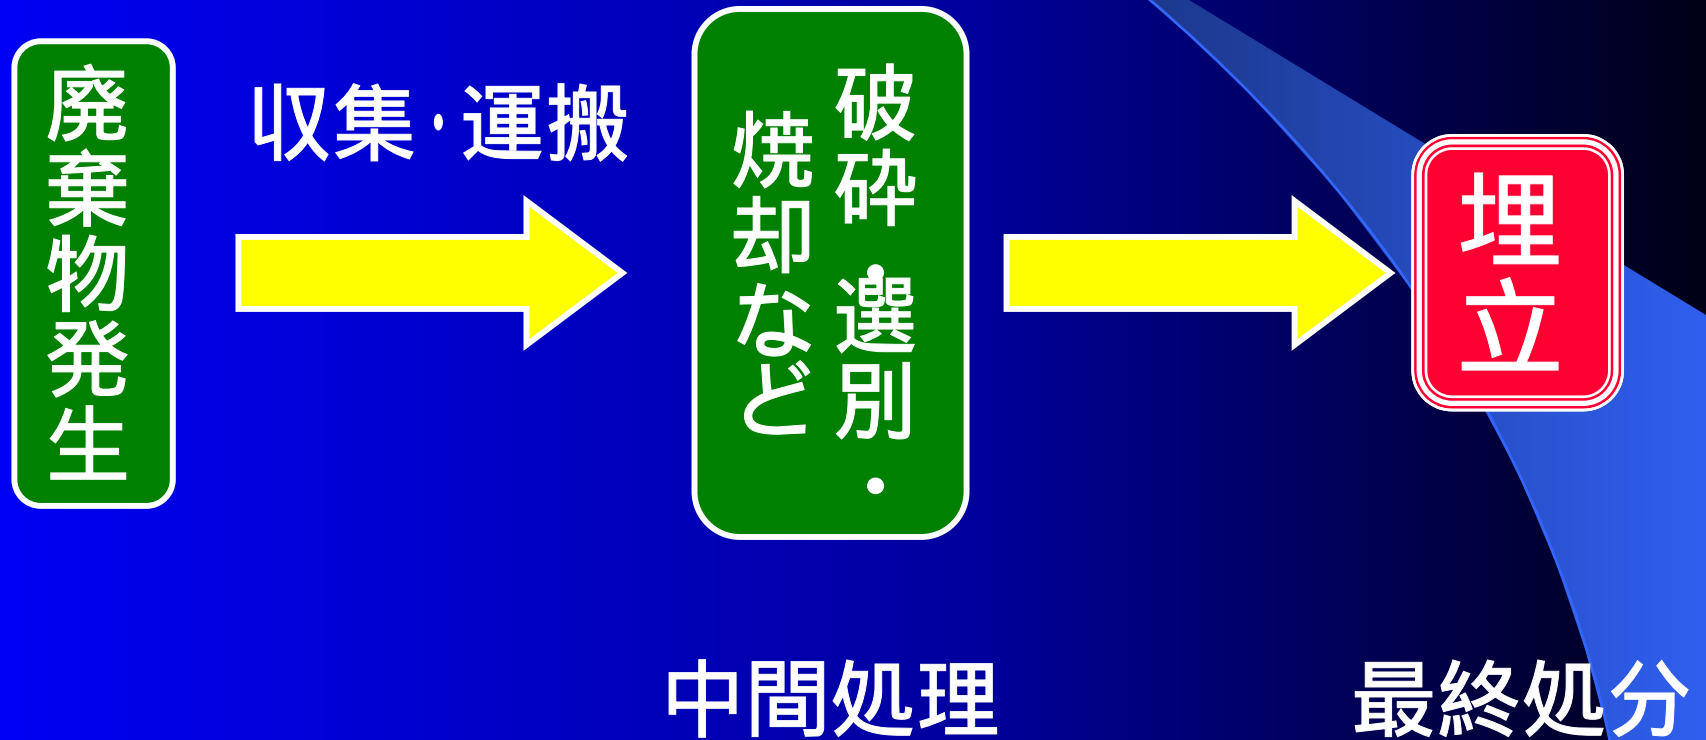 廃棄物発生
収集・運搬
破砕・選別・
焼却など
埋立
中間処理
最終処分